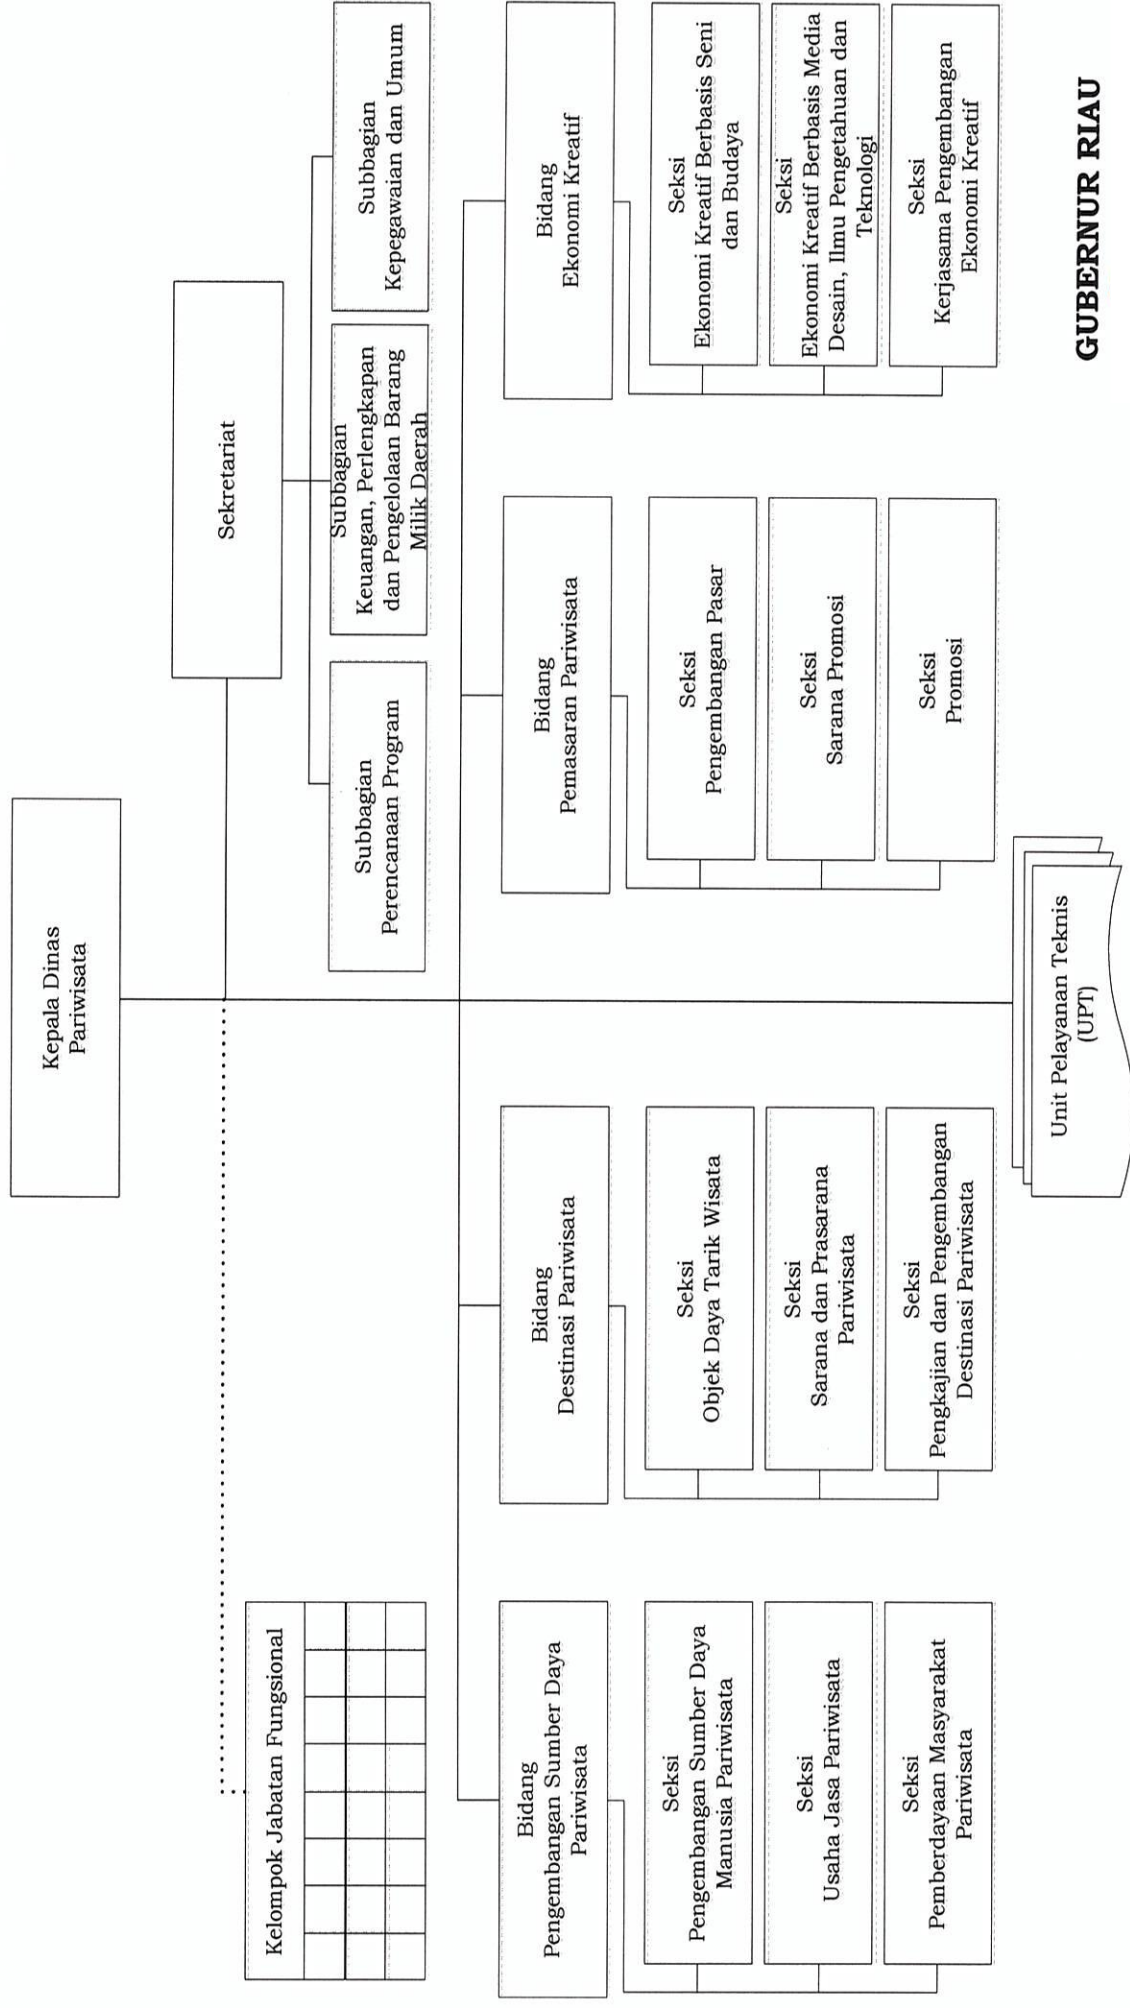 Kepala Dinas
Pariwisata
Sekretariat
Kelompok Jabatan Fungsional
Subbagian
Perencanaan Program
Subbagian
Keuangan, Perlengkapan
dan Pengelolaan Barang
Milik Daerah
Subbagian
Kepegawaian dan Umum
Bidang
Pengembangan Sumber Daya
Pariwisata
Seksi
Pengembangan Sumber Daya
Manusia Pariwisata
Seksi
Usaha Jasa Pariwisata
Seksi
Pemberdayaan Masyarakat
Pariwisata
Bidang
Destinasi Pariwisata
Seksi
Objek Daya Tarik Wisata
Seksi
Sarana dan Prasarana
Pariwisata
Seksi
Pengkajian dan Pengembangan
Destinasi Pariwisata
Bidang
Pemasaran Pariwisata
Seksi
Pengembangan Pasar
Seksi
Sarana Promosi
Seksi
Promosi
Bidang
Ekonomi Kreatif
Seksi
Ekonomi Kreatif Berbasis Seni
dan Budaya
Seksi
Ekonomi Kreatif Berbasis Media
Desain, Ilmu Pengetahuan dan
Teknologi
Seksi
Kerjasama Pengembangan
Ekonomi Kreatif
Unit Pelayanan Teknis
(UPT)
GUBERNUR RIAU